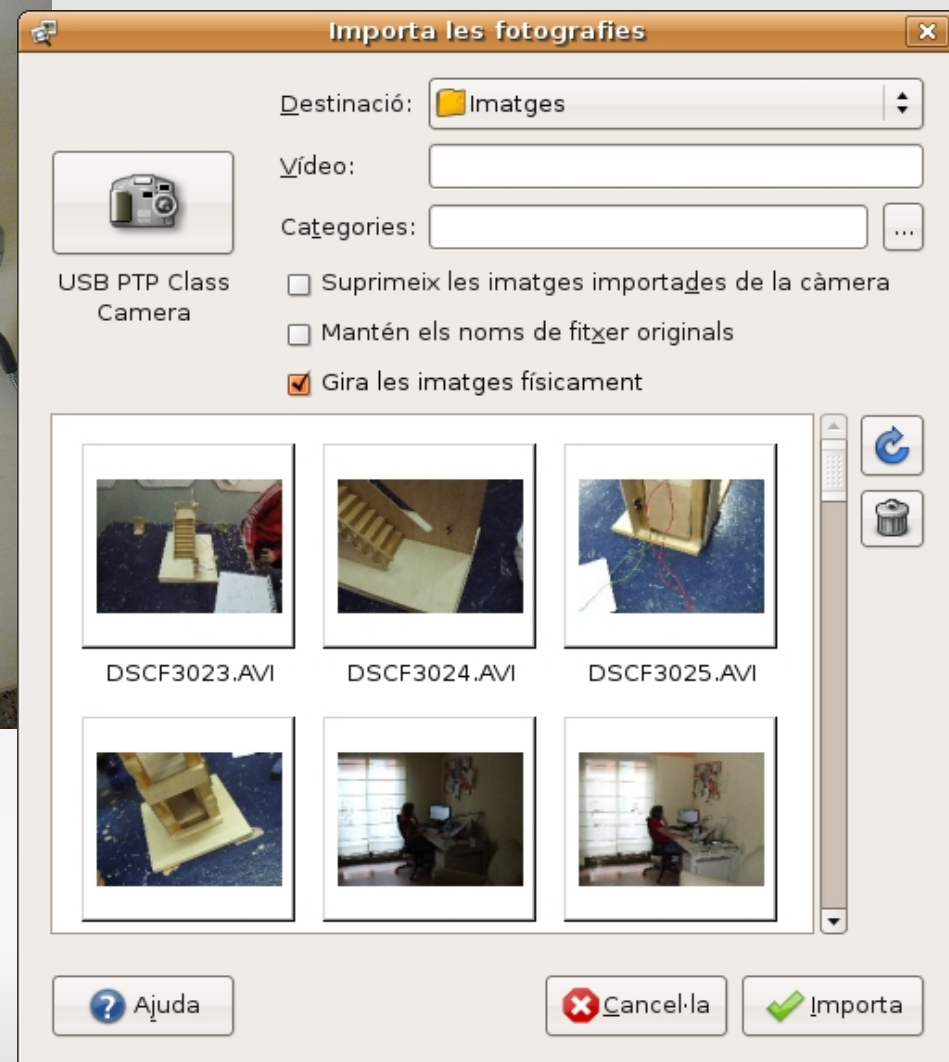 Importa les fotografies
Destinació: Imatges
Vídeo:
Categories: ...
USB PTP Class
Camera
Suprimeix les imatges importades de la càmera
Mantén els noms de fitxer originals
Gira les imatges físicament
DSCF3023.AVI DSCF3024.AVI DSCF3025.AVI
Ajuda Cancel·la Importa